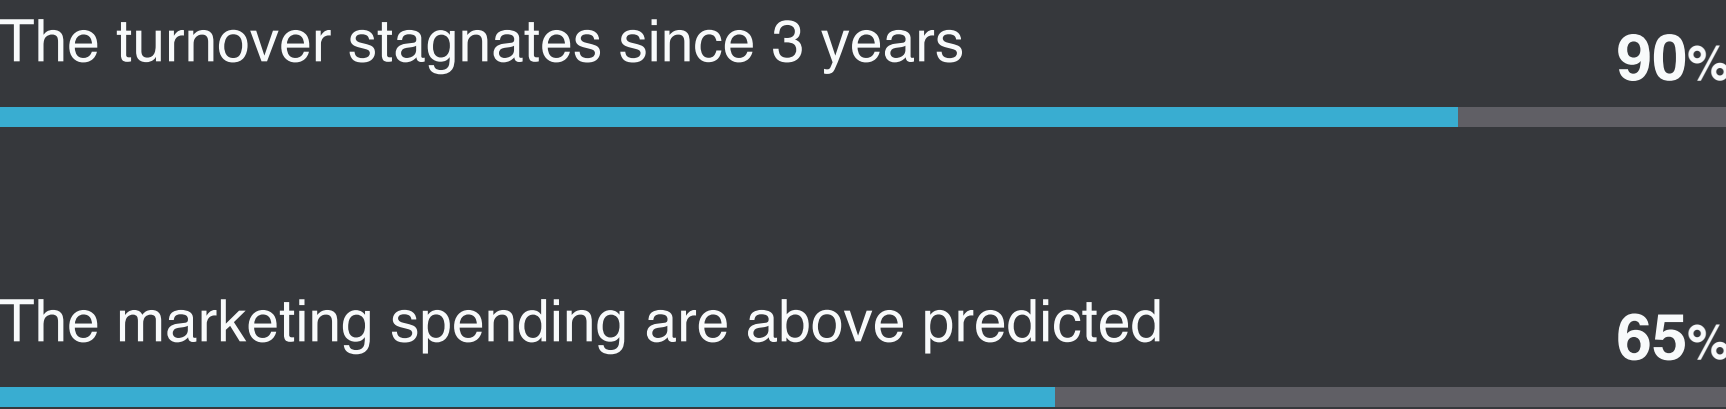 The turnover stagnates since 3 years
90%
The marketing spending are above predicted
65%